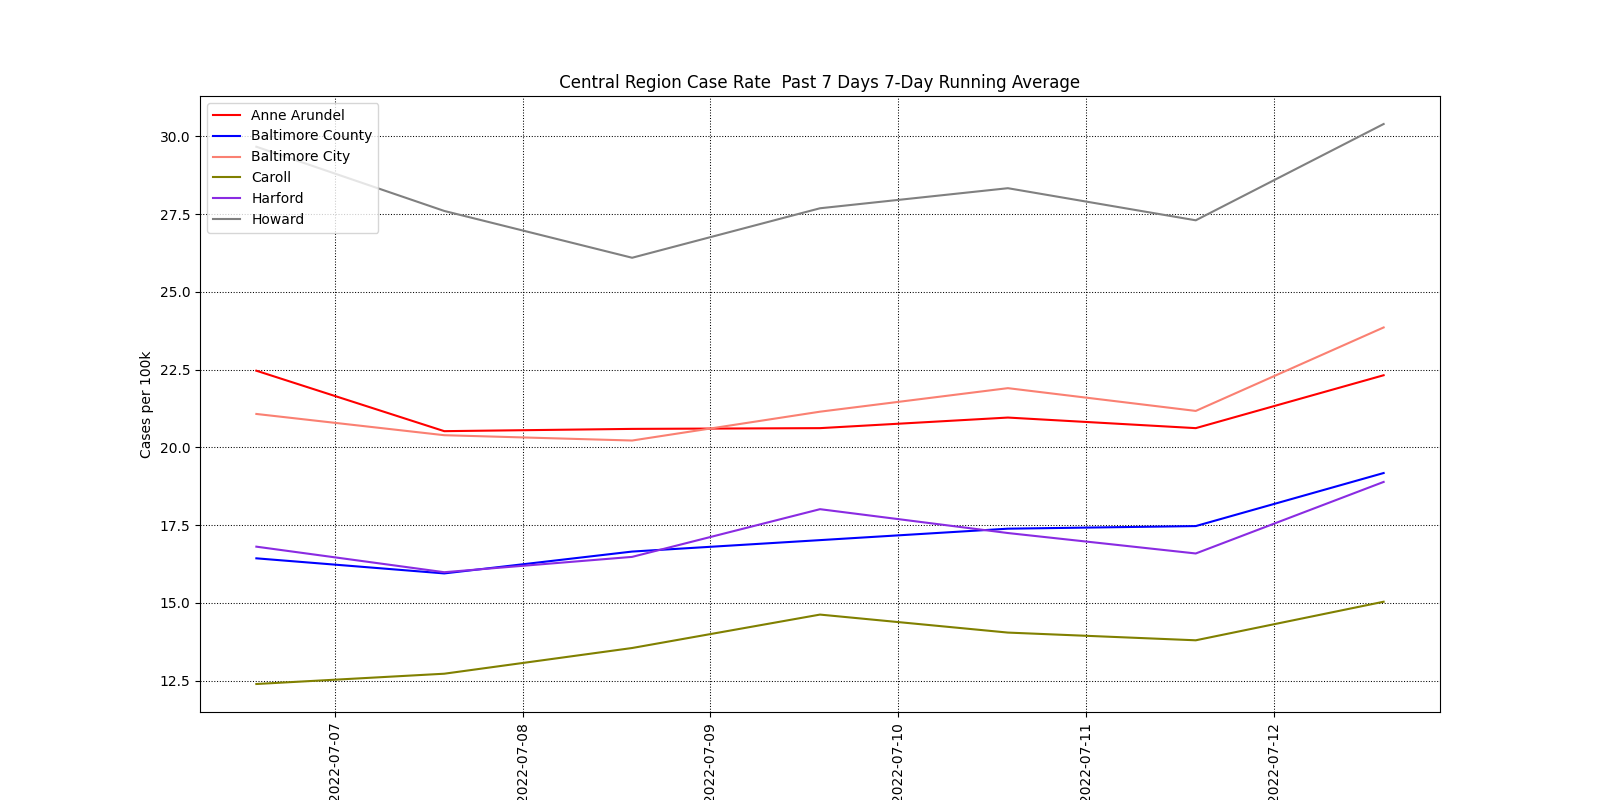 Central Region Case Rate  Past 7 Days 7-Day Running Average
Anne Arundel
Baltimore County
Baltimore City
Caroll
Harford
Howard
Cases per 100k
30.0
27.5
25.0
22.5
20.0
17.5
15.0
12.5
2022-07-07
2022-07-08
2022-07-09
2022-07-10
2022-07-11
2022-07-12